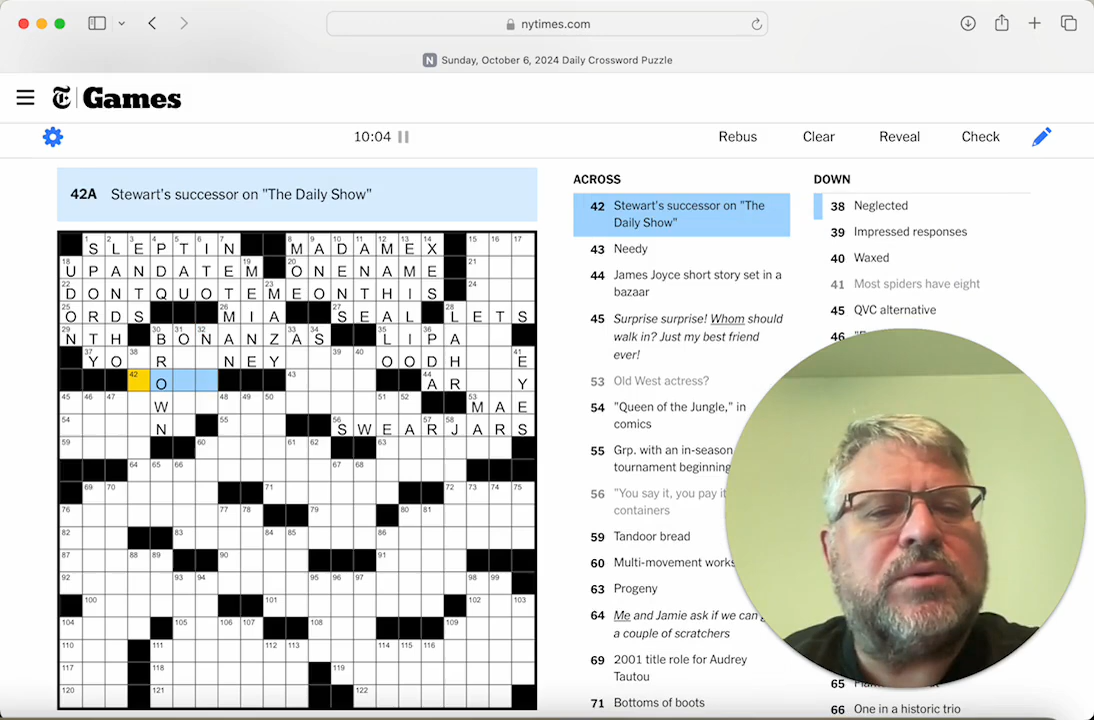 nytimes.com
N Sunday, October 6, 2024 Daily Crossword Puzzle
T Games
10:04
Rebus Clear Reveal Check
42A Stewart's successor on "The Daily Show"
SLEPTIN MADAMEX
UPANDATEM ONENAME
DONTQUOTEMEONTHIS
ORDS MIA SEAL LETS
NTH BONANZAS LIPA
YO R NEY OODH E
O AR Y
W MAE
N SWEARJARS
ACROSS
42 Stewart's successor on "The
Daily Show"
43 Needy
44 James Joyce short story set in a
bazaar
45 Surprise surprise! Whom should
walk in? Just my best friend
ever!
53 Old West actress?
54 "Queen of the Jungle," in
comics
55 Grp. with an in-season
tournament beginning
56 "You say it, you pay it
containers
59 Tandoor bread
60 Multi-movement works
63 Progeny
64 Me and Jamie ask if we can
a couple of scratchers
69 2001 title role for Audrey
Tautou
71 Bottoms of boots
DOWN
38 Neglected
39 Impressed responses
40 Waxed
41 Most spiders have eight
45 QVC alternative
46
65
66 One in a historic trio